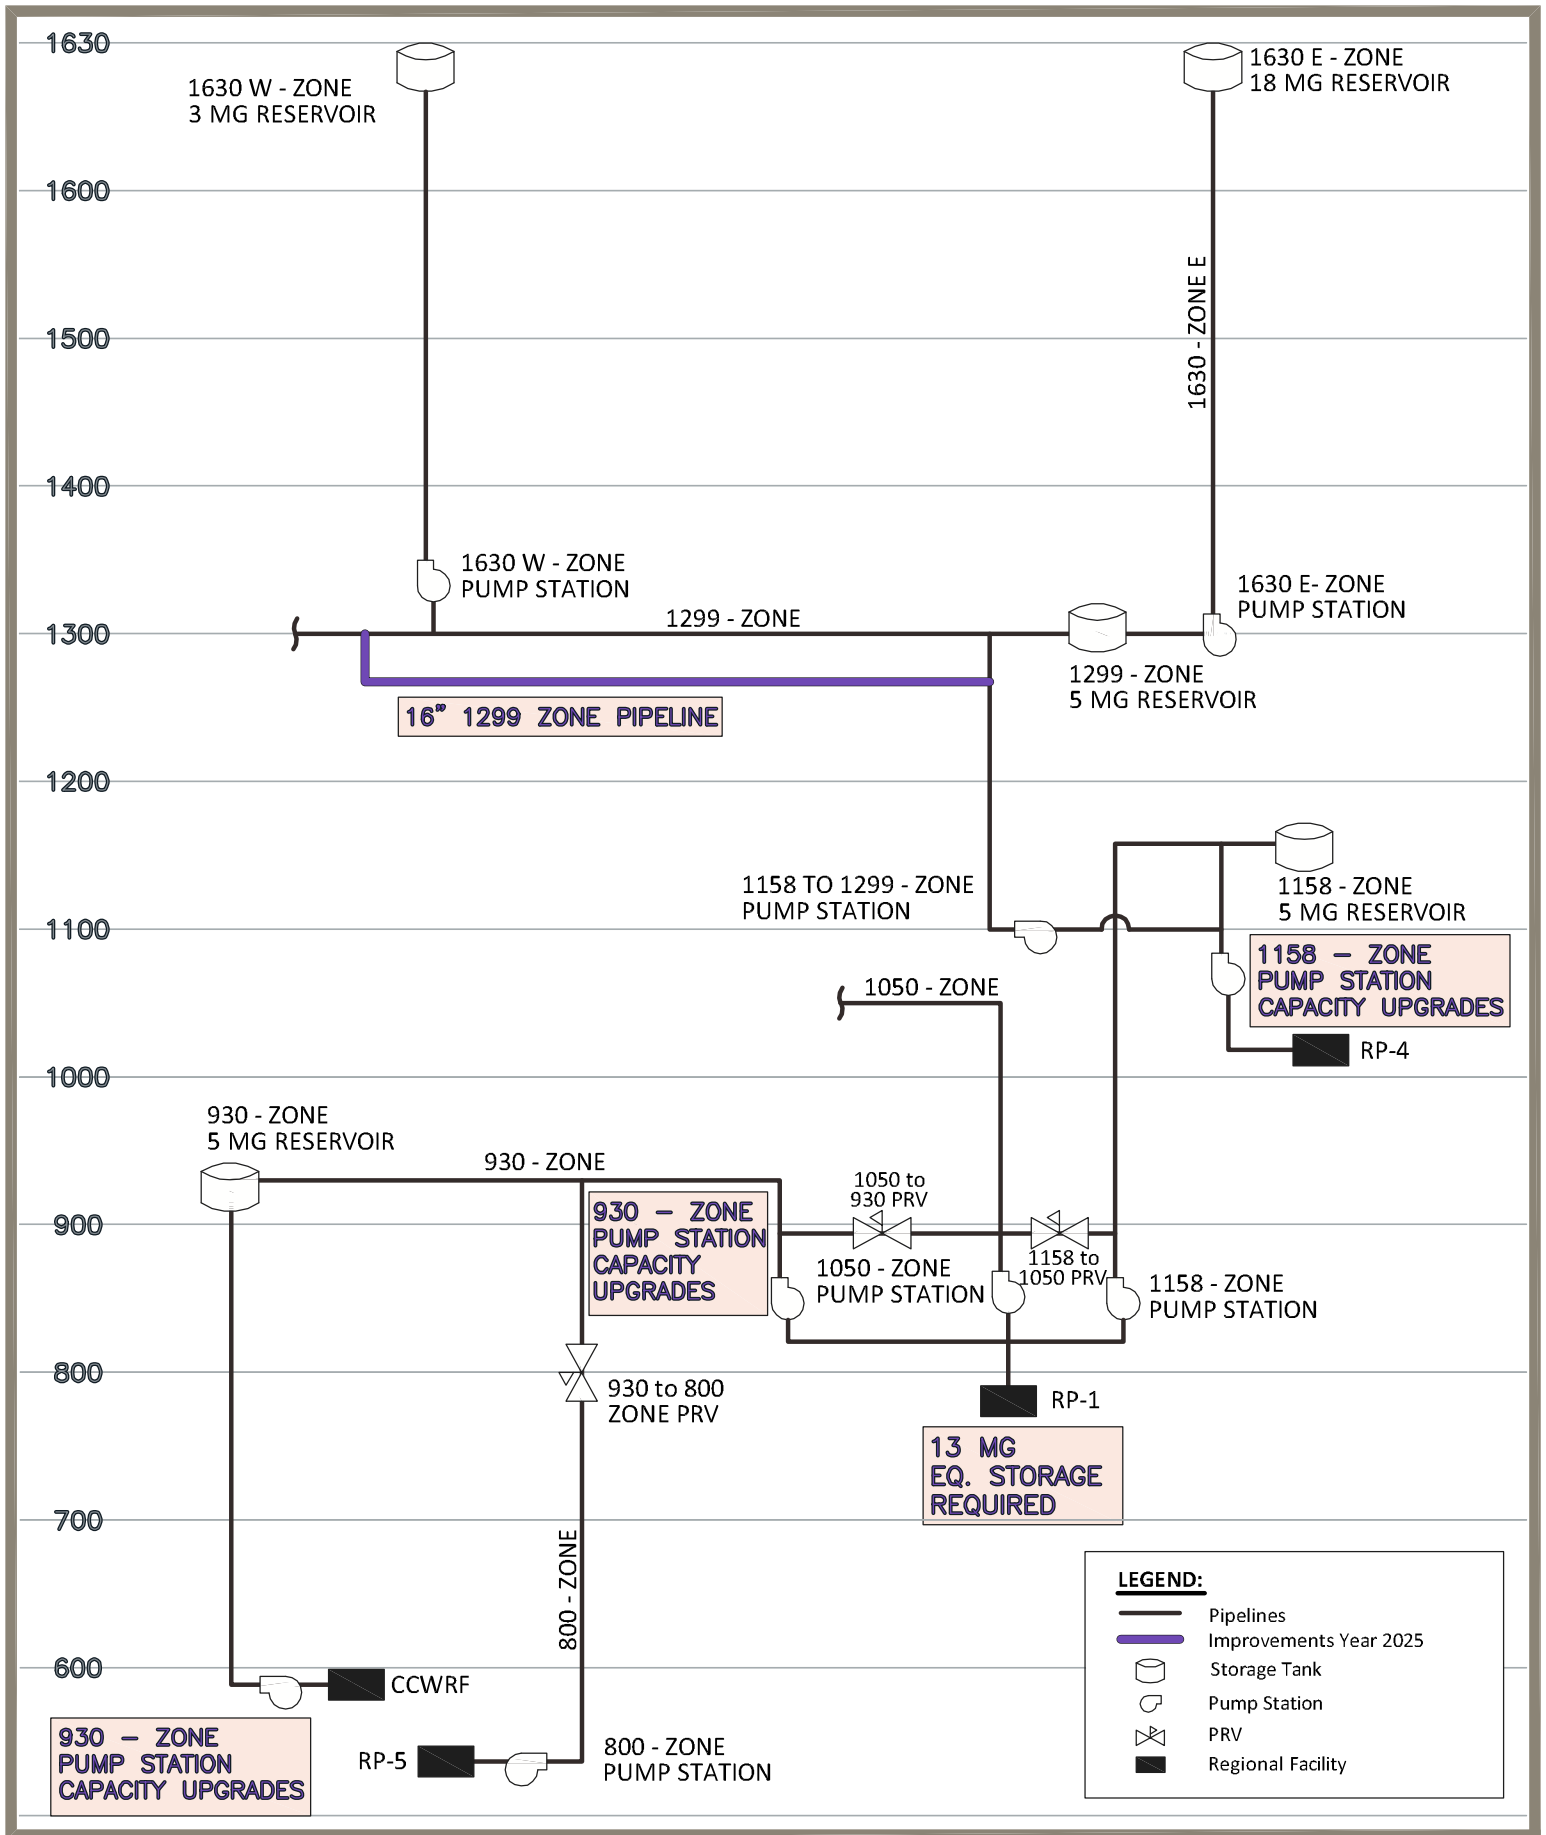 1630
1630 W - ZONE
3 MG RESERVOIR
1630 E - ZONE
18 MG RESERVOIR
1600
1630 - ZONE E
1500
1400
1630 W - ZONE
PUMP STATION
1630 E- ZONE
PUMP STATION
1299 - ZONE
1300
1299 - ZONE
5 MG RESERVOIR
16” 1299 ZONE PIPELINE
1200
1158 TO 1299 - ZONE
PUMP STATION
1158 - ZONE
5 MG RESERVOIR
1100
1158 – ZONE
PUMP STATION
CAPACITY UPGRADES
1050 - ZONE
RP-4
1000
930 - ZONE
5 MG RESERVOIR
930 - ZONE
1050 to
930 PRV
900
930 – ZONE
PUMP STATION
CAPACITY
UPGRADES
1050 - ZONE
PUMP STATION
1158 to
1050 PRV
1158 - ZONE
PUMP STATION
800
930 to 800
ZONE PRV
RP-1
13 MG
EQ. STORAGE
REQUIRED
700
800 - ZONE
600
CCWRF
930 – ZONE
PUMP STATION
CAPACITY UPGRADES
RP-5
800 - ZONE
PUMP STATION
LEGEND:
Pipelines
Improvements Year 2025
Storage Tank
Pump Station
PRV
Regional Facility